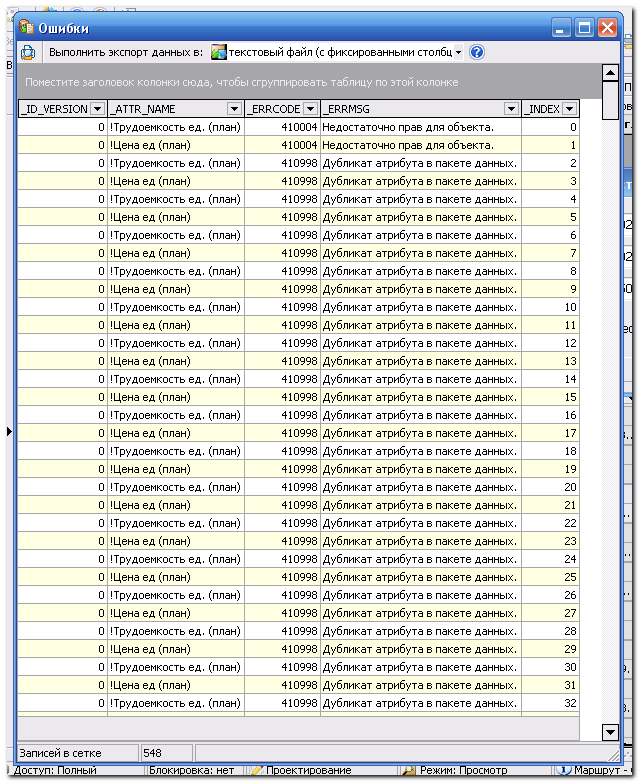 Ошибки
Выполнить экспорт данных в: текстовый файл (с фиксированными столбц
Поместите заголовок колонки сюда, чтобы сгруппировать таблицу по этой колонке
_ID_VERSION _ATTR_NAME _ERRCODE _ERRMSG _INDEX
0 !Трудоемкость ед. (план) 410004 Недостаточно прав для объекта. 0
0 !Цена ед (план) 410004 Недостаточно прав для объекта. 1
0 !Трудоемкость ед. (план) 410998 Дубликат атрибута в пакете данных. 2
0 !Цена ед (план) 410998 Дубликат атрибута в пакете данных. 3
0 !Трудоемкость ед. (план) 410998 Дубликат атрибута в пакете данных. 4
0 !Цена ед (план) 410998 Дубликат атрибута в пакете данных. 5
0 !Трудоемкость ед. (план) 410998 Дубликат атрибута в пакете данных. 6
0 !Цена ед (план) 410998 Дубликат атрибута в пакете данных. 7
0 !Трудоемкость ед. (план) 410998 Дубликат атрибута в пакете данных. 8
0 !Цена ед (план) 410998 Дубликат атрибута в пакете данных. 9
0 !Трудоемкость ед. (план) 410998 Дубликат атрибута в пакете данных. 10
0 !Цена ед (план) 410998 Дубликат атрибута в пакете данных. 11
0 !Трудоемкость ед. (план) 410998 Дубликат атрибута в пакете данных. 12
0 !Цена ед (план) 410998 Дубликат атрибута в пакете данных. 13
0 !Трудоемкость ед. (план) 410998 Дубликат атрибута в пакете данных. 14
0 !Цена ед (план) 410998 Дубликат атрибута в пакете данных. 15
0 !Трудоемкость ед. (план) 410998 Дубликат атрибута в пакете данных. 16
0 !Цена ед (план) 410998 Дубликат атрибута в пакете данных. 17
0 !Трудоемкость ед. (план) 410998 Дубликат атрибута в пакете данных. 18
0 !Цена ед (план) 410998 Дубликат атрибута в пакете данных. 19
0 !Трудоемкость ед. (план) 410998 Дубликат атрибута в пакете данных. 20
0 !Цена ед (план) 410998 Дубликат атрибута в пакете данных. 21
0 !Трудоемкость ед. (план) 410998 Дубликат атрибута в пакете данных. 22
0 !Цена ед (план) 410998 Дубликат атрибута в пакете данных. 23
0 !Трудоемкость ед. (план) 410998 Дубликат атрибута в пакете данных. 24
0 !Цена ед (план) 410998 Дубликат атрибута в пакете данных. 25
0 !Трудоемкость ед. (план) 410998 Дубликат атрибута в пакете данных. 26
0 !Цена ед (план) 410998 Дубликат атрибута в пакете данных. 27
0 !Трудоемкость ед. (план) 410998 Дубликат атрибута в пакете данных. 28
0 !Цена ед (план) 410998 Дубликат атрибута в пакете данных. 29
0 !Трудоемкость ед. (план) 410998 Дубликат атрибута в пакете данных. 30
0 !Цена ед (план) 410998 Дубликат атрибута в пакете данных. 31
0 !Трудоемкость ед. (план) 410998 Дубликат атрибута в пакете данных. 32
Записей в сетке 548
Доступ: Полный Блокировка: нет Проектирование Режим: Просмотр Маршрут -